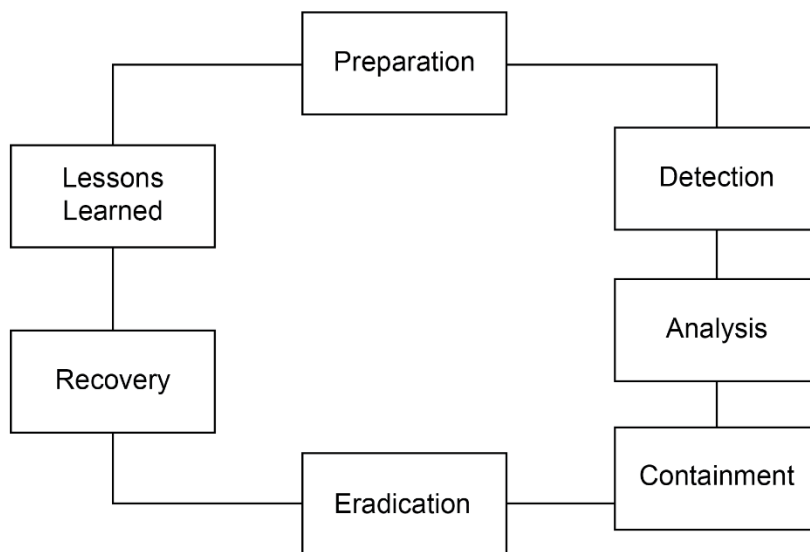 Preparation
Detection
Analysis
Containment
Eradication
Recovery
Lessons
Learned